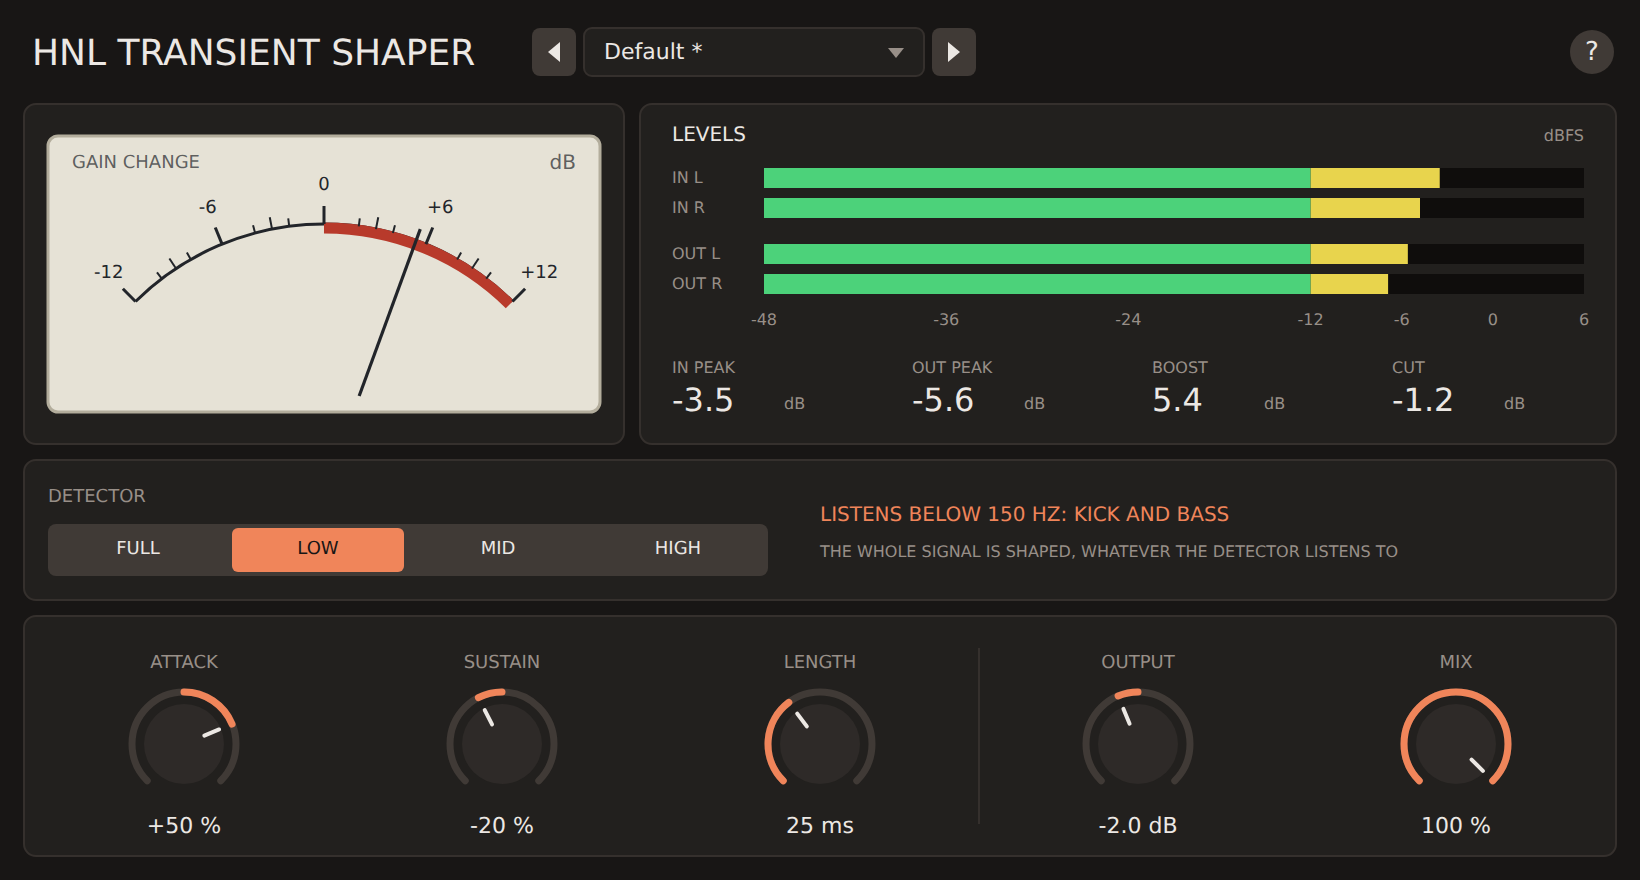 HNL TRANSIENT SHAPER
Default *
?
GAIN CHANGE
dB
-12
-6
0
+6
+12
LEVELS
dBFS
IN L
IN R
OUT L
OUT R
-48 -36 -24 -12 -6 0 6
IN PEAK
-3.5 dB
OUT PEAK
-5.6 dB
BOOST
5.4 dB
CUT
-1.2 dB
DETECTOR
FULL LOW MID HIGH
LISTENS BELOW 150 HZ: KICK AND BASS
THE WHOLE SIGNAL IS SHAPED, WHATEVER THE DETECTOR LISTENS TO
ATTACK
+50 %
SUSTAIN
-20 %
LENGTH
25 ms
OUTPUT
-2.0 dB
MIX
100 %